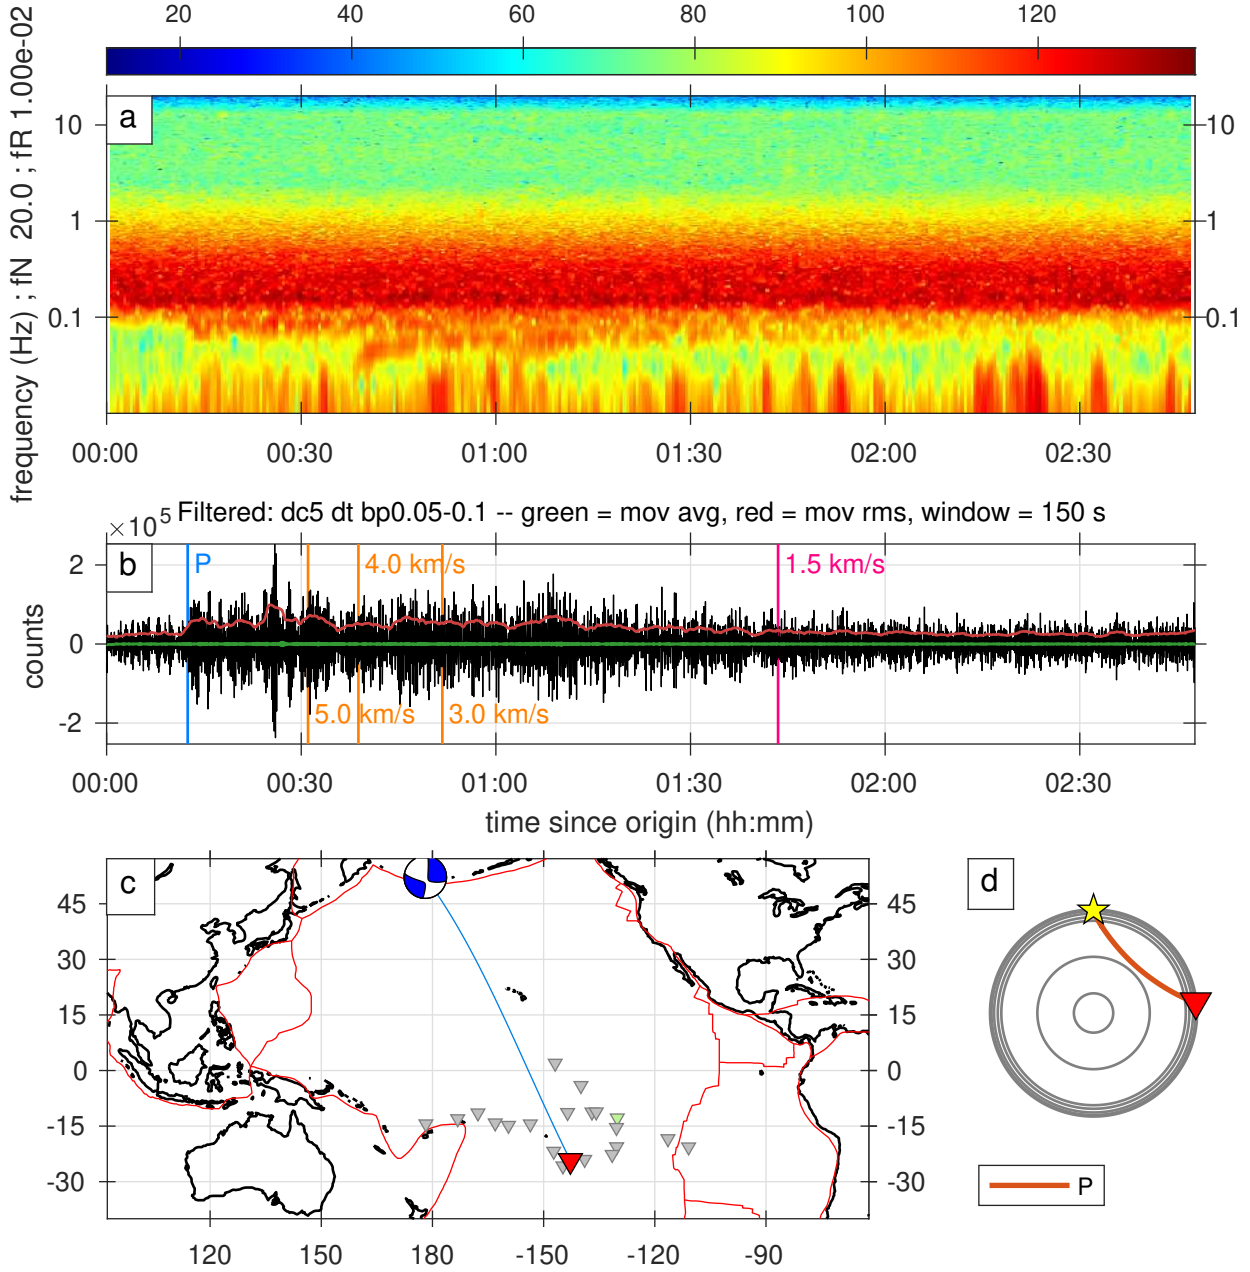 20 40 60 80 100 120
frequency (Hz) ; fN  20.0 ; fR 1.00e-02
a
10 10
1 1
0.1 0.1
00:00 00:30 01:00 01:30 02:00 02:30
×10^5 Filtered: dc5 dt bp0.05-0.1 -- green = mov avg, red = mov rms, window = 150 s
b
P 4.0 km/s 1.5 km/s
5.0 km/s 3.0 km/s
counts
2
0
-2
00:00 00:30 01:00 01:30 02:00 02:30
time since origin (hh:mm)
c
45 45
30 30
15 15
0 0
-15 -15
-30 -30
120 150 180 -150 -120 -90
d
P